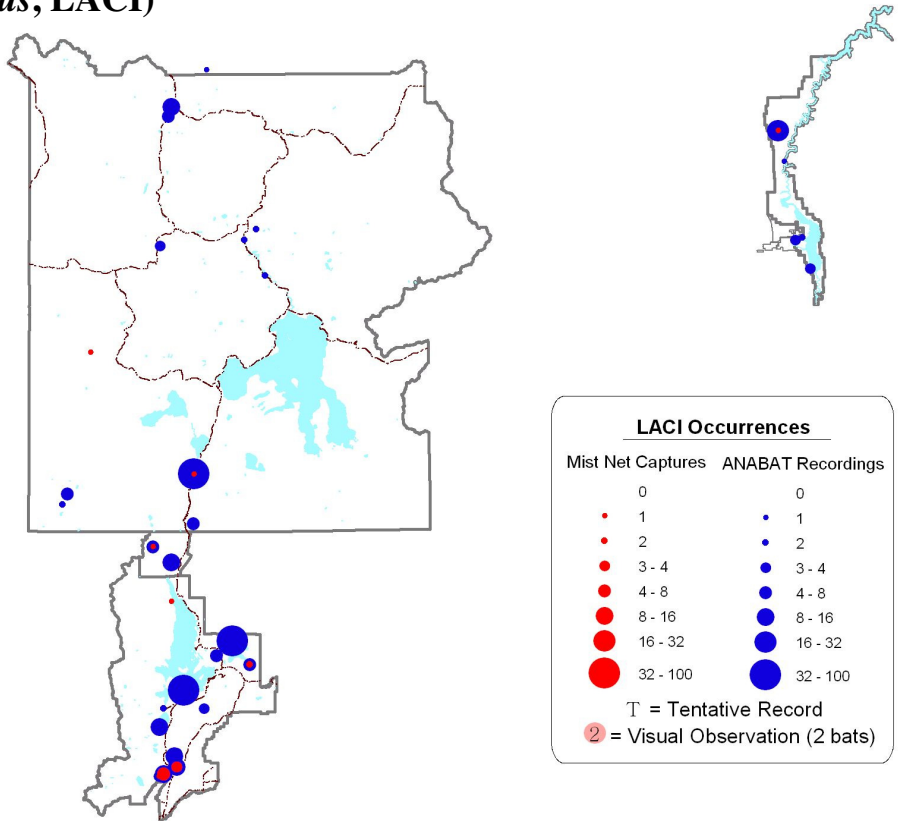 us, LACI)
LACI Occurrences
Mist Net Captures ANABAT Recordings
0 0
1 1
2 2
3 - 4 3 - 4
4 - 8 4 - 8
8 - 16 8 - 16
16 - 32 16 - 32
32 - 100 32 - 100
T = Tentative Record
2 = Visual Observation (2 bats)